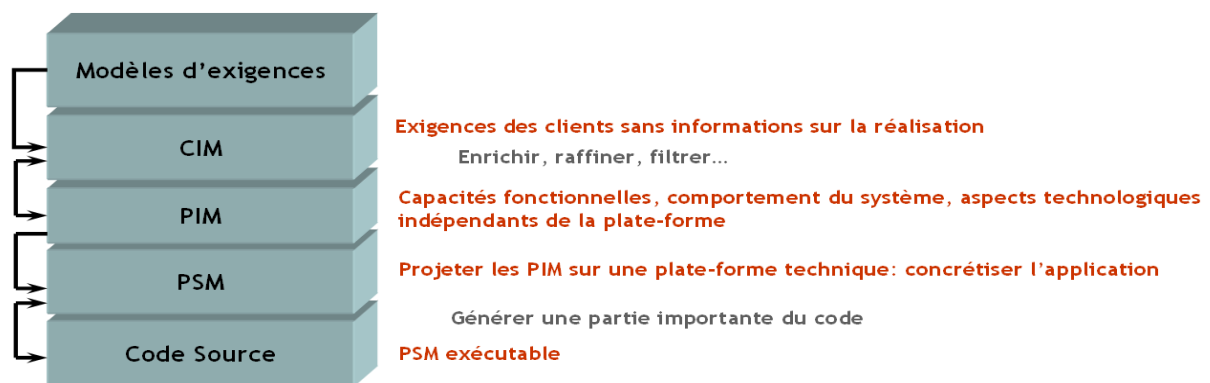 Modèles d'exigences
CIM
Exigences des clients sans informations sur la réalisation
Enrichir, raffiner, filtrer...
PIM
Capacités fonctionnelles, comportement du système, aspects technologiques
indépendants de la plate-forme
PSM
Projeter les PIM sur une plate-forme technique: concrétiser l'application
Générer une partie importante du code
Code Source
PSM exécutable